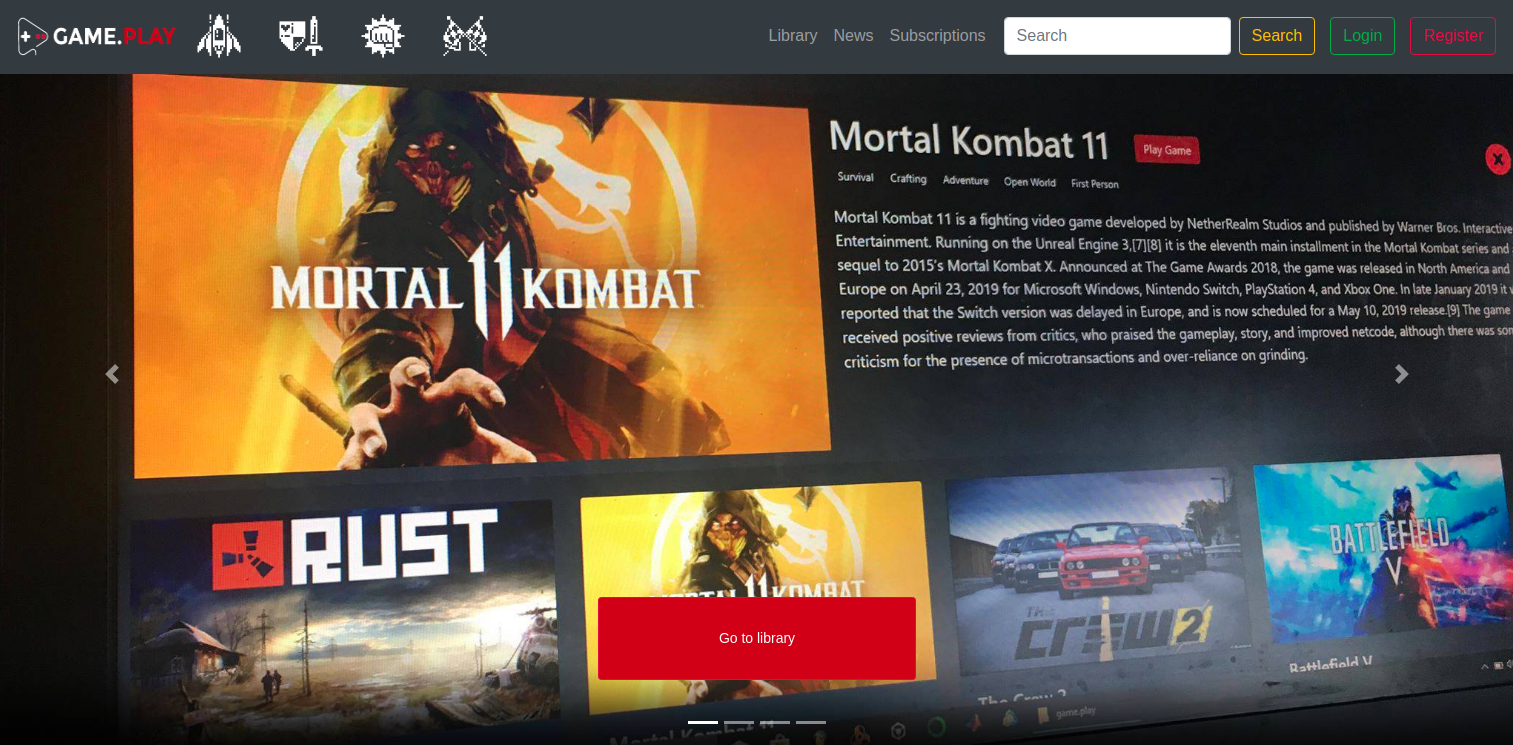 GAME.PLAY
Library News Subscriptions Search Search Login Register
Mortal Kombat 11 Play Game
Survival Crafting Adventure Open World First Person
Mortal Kombat 11 is a fighting video game developed by NetherRealm Studios and published by Warner Bros. Interactive
Entertainment. Running on the Unreal Engine 3,[7][8] it is the eleventh main installment in the Mortal Kombat series and
sequel to 2015's Mortal Kombat X. Announced at The Game Awards 2018, the game was released in North America and
Europe on April 23, 2019 for Microsoft Windows, Nintendo Switch, PlayStation 4, and Xbox One. In late January 2019 it
reported that the Switch version was delayed in Europe, and is now scheduled for a May 10, 2019 release.[9] The game
received positive reviews from critics, who praised the gameplay, story, and improved netcode, although there was
criticism for the presence of microtransactions and over-reliance on grinding.
MORTAL 11 KOMBAT
X
RUST
MORTAL 11 KOMBAT
THE CREW 2
BATTLEFIELD V
Go to library
Battlefield V
The Crew 2
Mortal Kombat 11
game.play